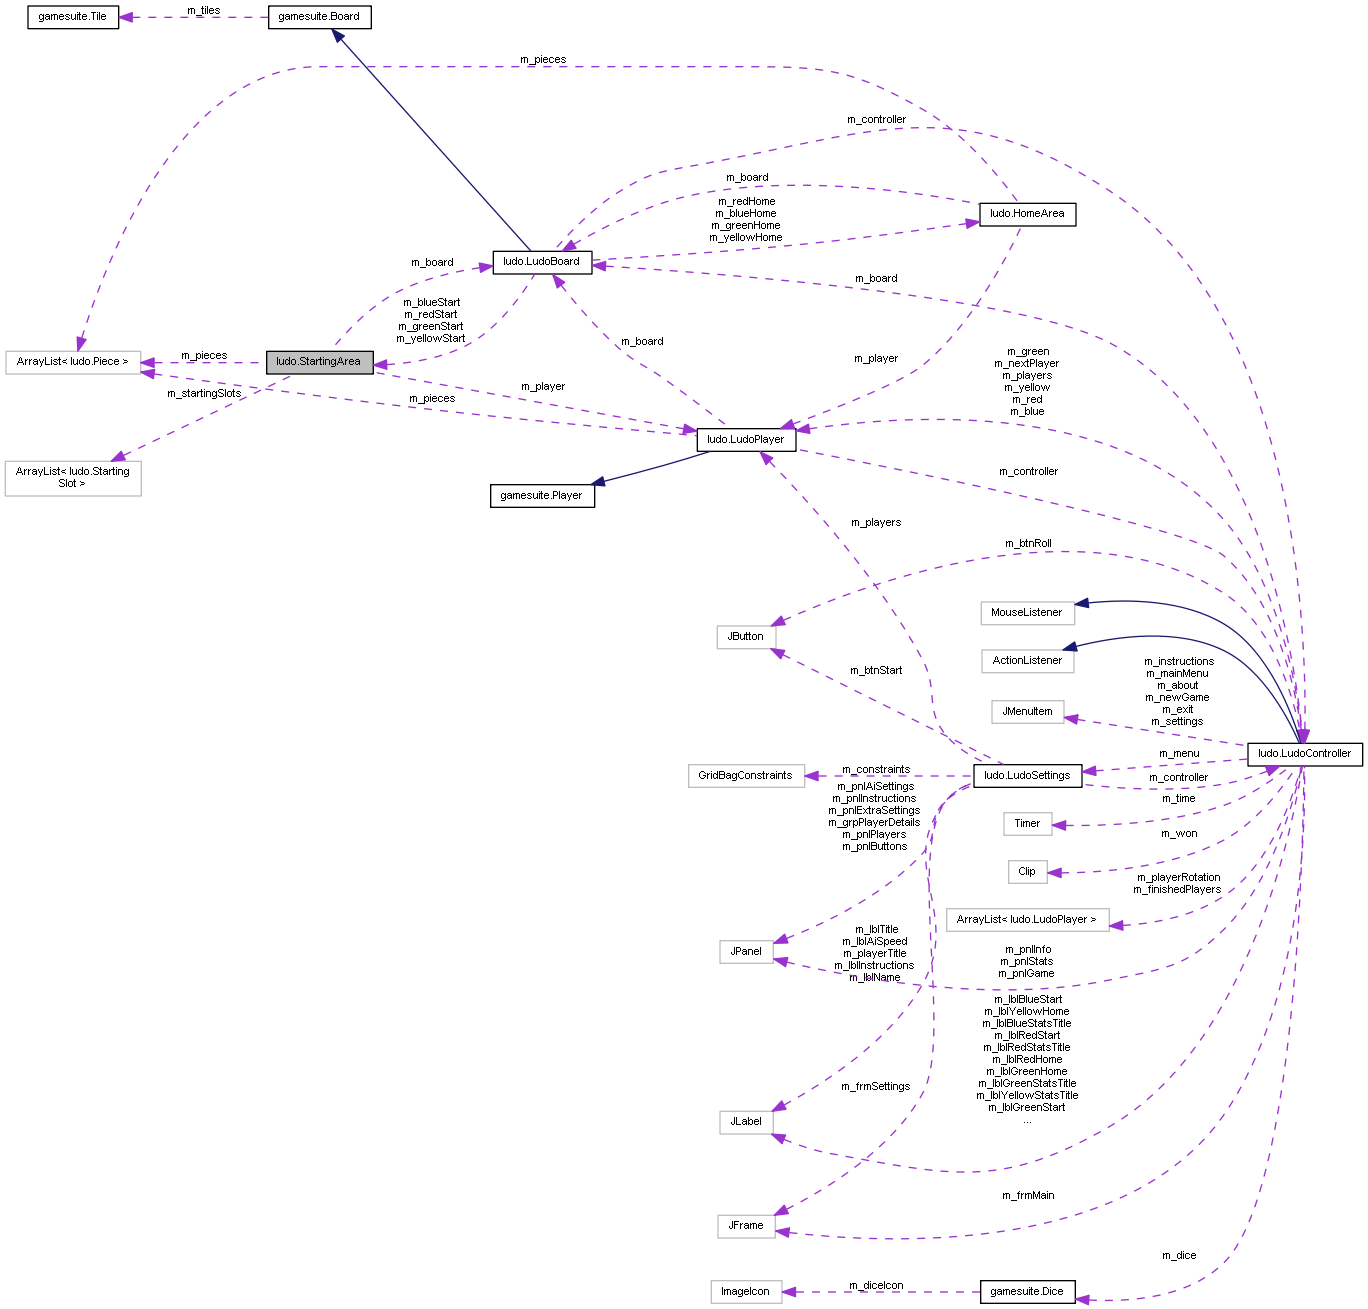 gamesuite.Tile
m_tiles
gamesuite.Board
m_pieces
m_controller
m_board
m_redHome
m_blueHome
m_greenHome
m_yellowHome
ludo.HomeArea
ludo.LudoBoard
m_board
m_board
m_blueStart
m_redStart
m_greenStart
m_yellowStart
m_board
m_player
ArrayList< ludo.Piece >
m_pieces
ludo.StartingArea
m_startingSlots
m_player
m_pieces
m_green
m_nextPlayer
m_players
m_yellow
m_red
m_blue
ludo.LudoPlayer
ArrayList< ludo.Starting
Slot >
gamesuite.Player
m_controller
m_players
m_btnRoll
MouseListener
JButton
ActionListener
m_btnStart
m_instructions
m_mainMenu
m_about
m_newGame
m_exit
m_settings
JMenuItem
ludo.LudoController
m_menu
GridBagConstraints
m_constraints
ludo.LudoSettings
m_controller
m_pnlAiSettings
m_pnlInstructions
m_pnlExtraSettings
m_grpPlayerDetails
m_pnlPlayers
m_pnlButtons
m_time
Timer
m_won
Clip
m_playerRotation
m_finishedPlayers
ArrayList< ludo.LudoPlayer >
JPanel
m_lblTitle
m_lblAiSpeed
m_playerTitle
m_lblInstructions
m_lblName
m_pnlInfo
m_pnlStats
m_pnlGame
m_lblBlueStart
m_lblYellowHome
m_lblBlueStatsTitle
m_lblRedStart
m_lblRedStatsTitle
m_lblRedHome
m_lblGreenHome
m_lblGreenStatsTitle
m_lblYellowStatsTitle
m_lblGreenStart
...
m_frmSettings
JLabel
m_frmMain
JFrame
m_dice
ImageIcon
m_diceIcon
gamesuite.Dice